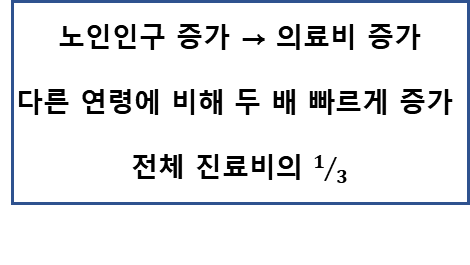 노인인구 증가 → 의료비 증가
다른 연령에 비해 두 배 빠르게 증가
전체 진료비의 1/3